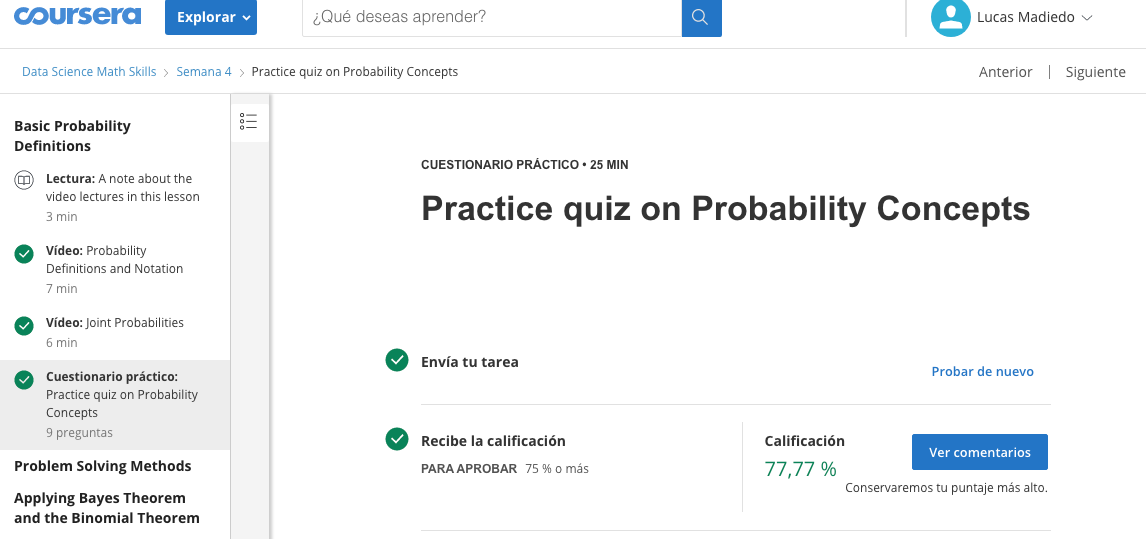 coursera
Explorar
¿Qué deseas aprender?
Lucas Madiedo
Data Science Math Skills > Semana 4 > Practice quiz on Probability Concepts
Anterior | Siguiente
Basic Probability
Definitions
Lectura: A note about the
video lectures in this lesson
3 min
Vídeo: Probability
Definitions and Notation
7 min
Vídeo: Joint Probabilities
6 min
Cuestionario práctico:
Practice quiz on Probability
Concepts
9 preguntas
Problem Solving Methods
Applying Bayes Theorem
and the Binomial Theorem
CUESTIONARIO PRÁCTICO • 25 MIN
Practice quiz on Probability Concepts
Envía tu tarea
Probar de nuevo
Recibe la calificación
PARA APROBAR 75 % o más
Calificación
77,77 %
Ver comentarios
Conservaremos tu puntaje más alto.